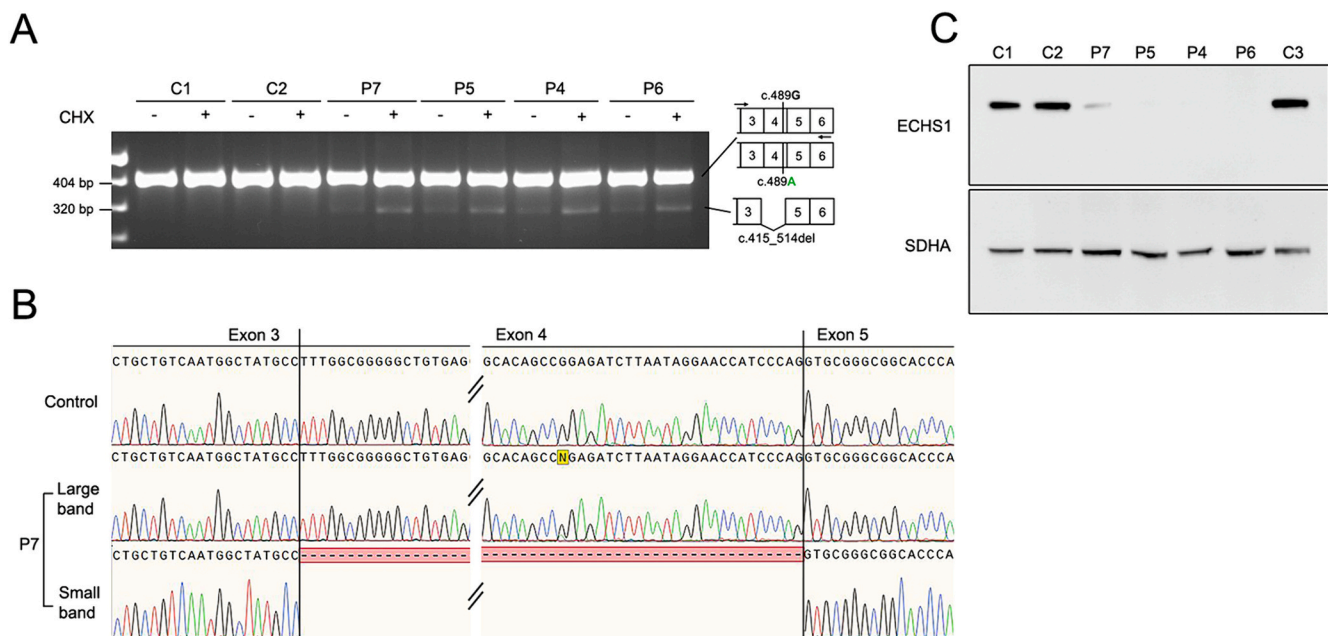 A
C1 C2 P7 P5 P4 P6
CHX - + - + - + - + - + - +
404 bp
320 bp
c.489G
3 4 5 6
3 4 5 6
c.489A
3 5 6
c.415_514del
B
Exon 3 Exon 4 Exon 5
CTGCTGTCAATGGCTATGCCTTTGGCGGGGGCTGTGAG GCACAGCCGGAGATCTTAATAGGAACCATCCCAGGTGCGGGCGGCACCCA
Control
CTGCTGTCAATGGCTATGCCTTTGGCGGGGGCTGTGAG GCACAGCCNGAGATCTTAATAGGAACCATCCCAGGTGCGGGCGGCACCCA
Large
band
P7
CTGCTGTCAATGGCTATGCC GTGCGGGCGGCACCCA
Small
band
C
C1 C2 P7 P5 P4 P6 C3
ECHS1
SDHA